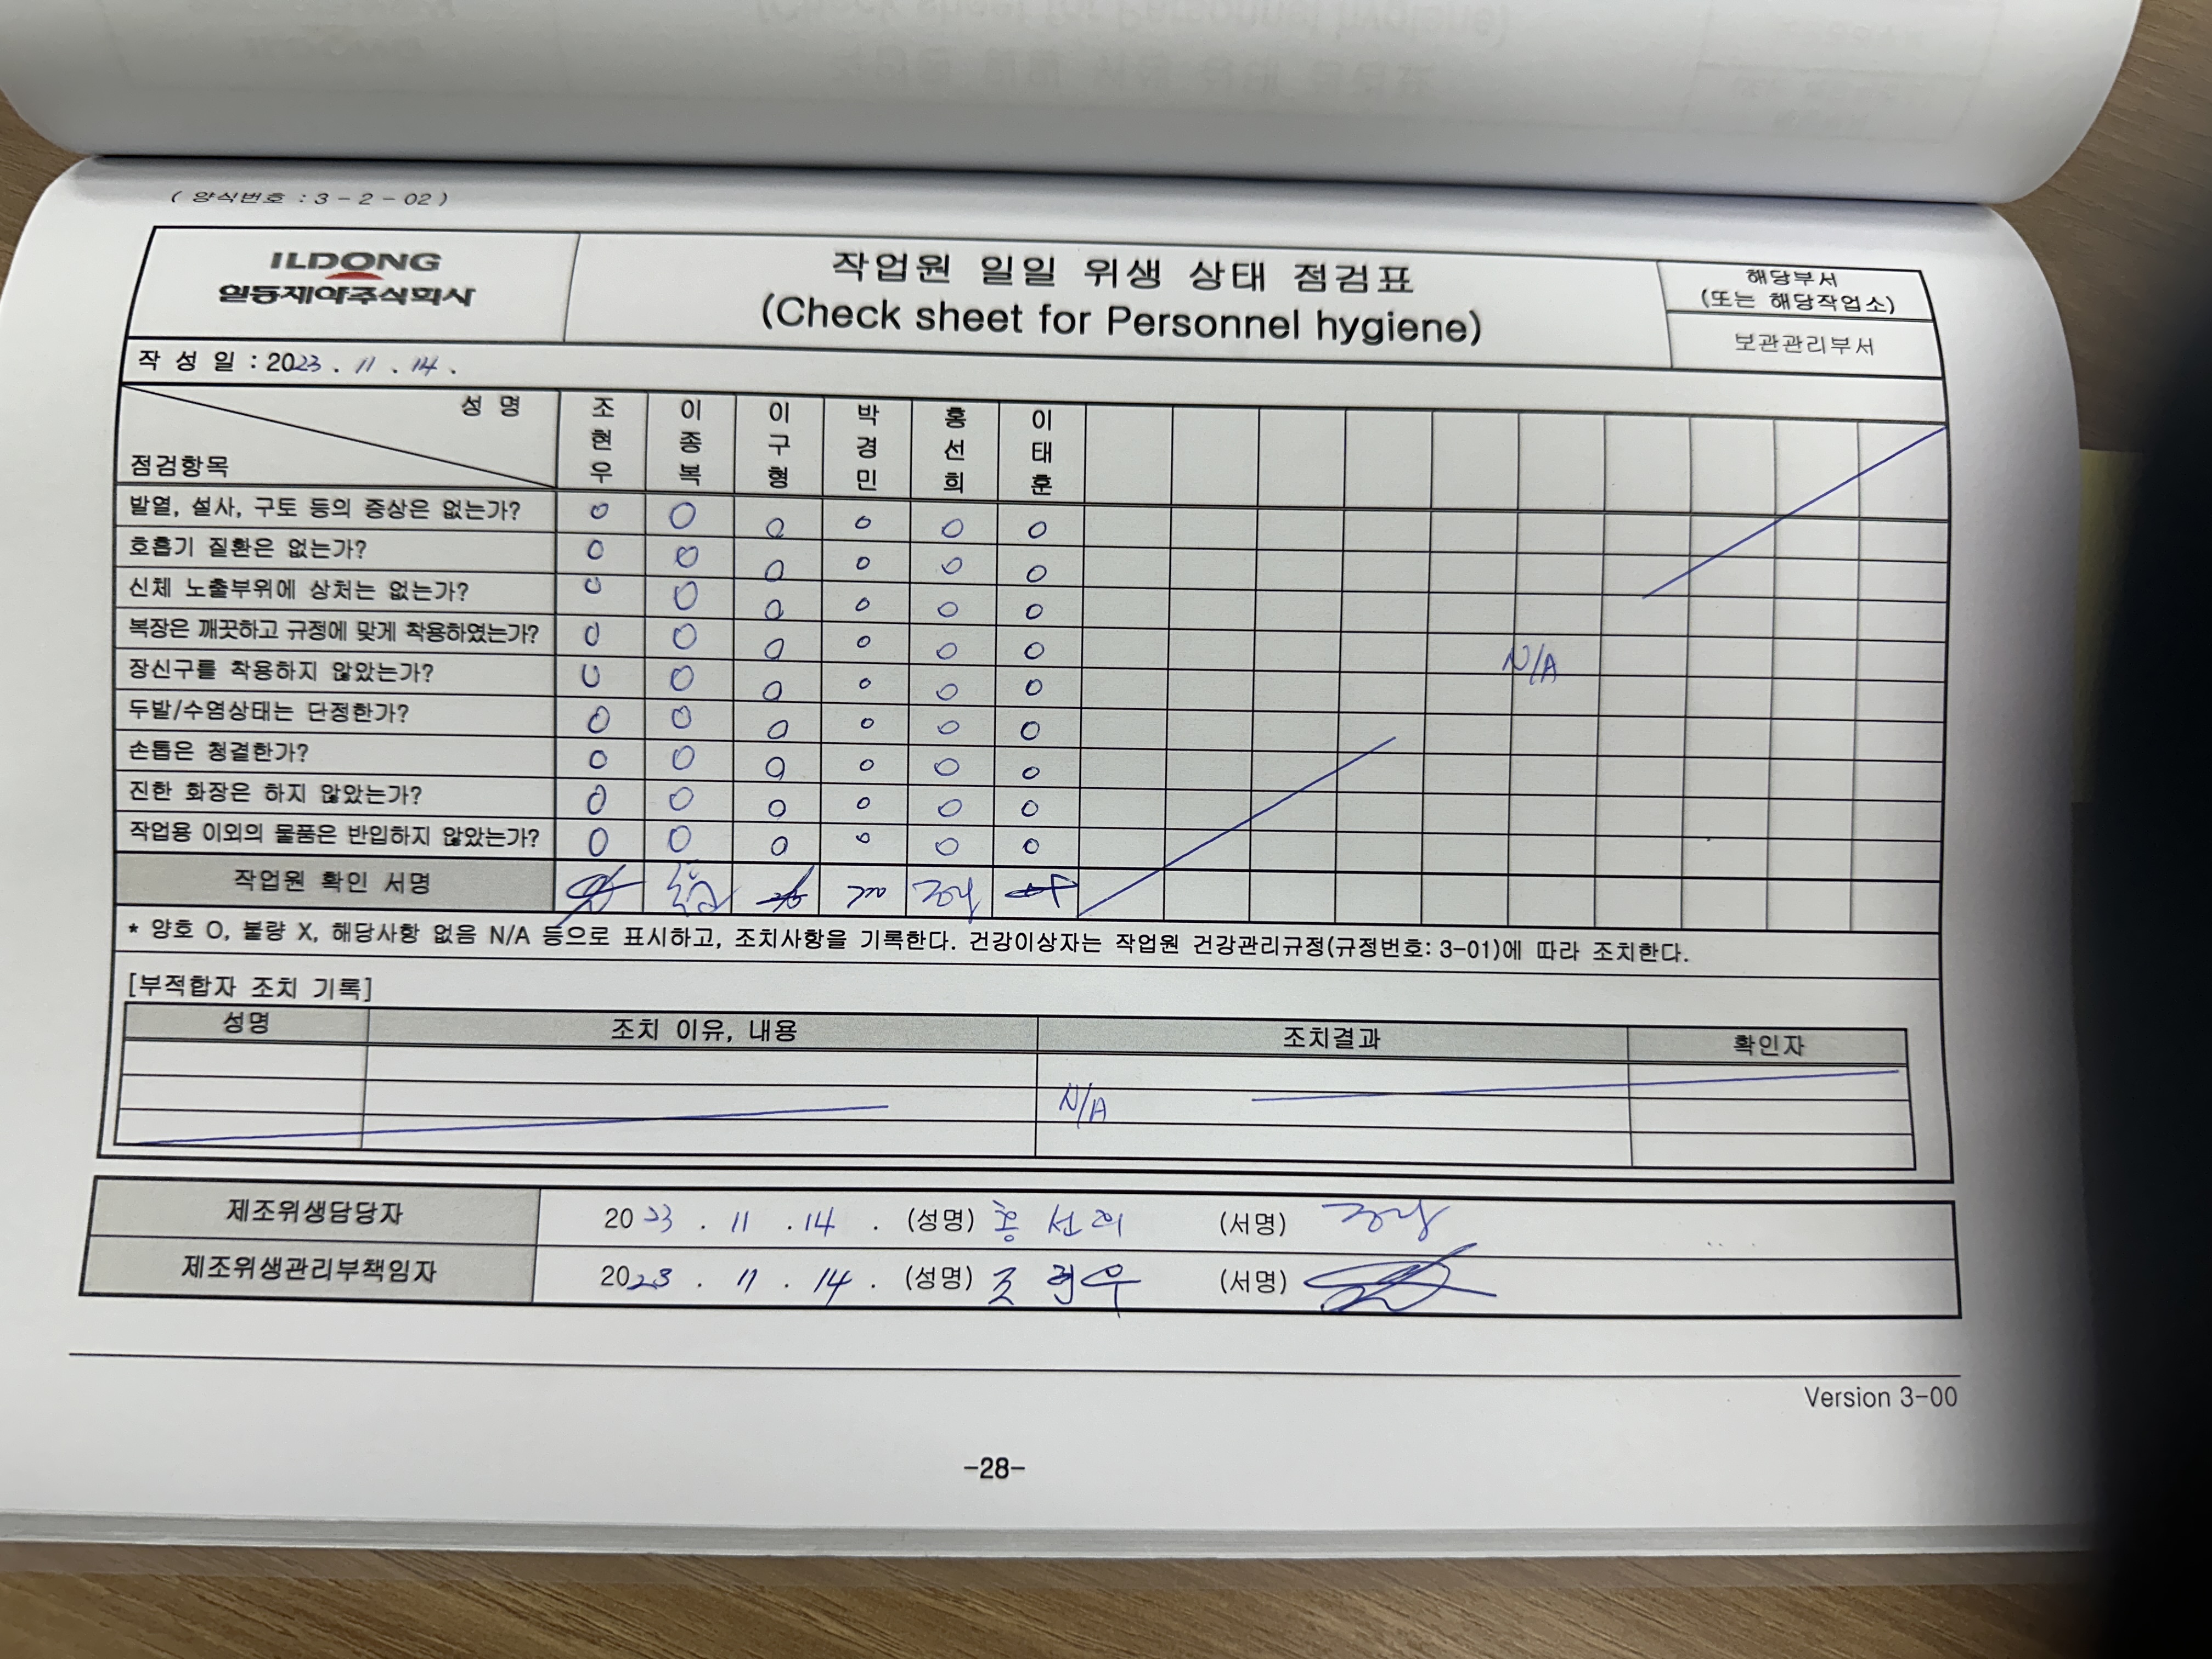 ( 양식번호 : 3 - 2 - 02 )
ILDONG
일동제약주식회사
작업원 일일 위생 상태 점검표
(Check sheet for Personnel hygiene)
해당부서
(또는 해당작업소)
보관관리부서
작 성 일 : 2023 . 11 . 14 .
성 명 조현우 이종복 이구형 박경민 홍선희 이태훈
점검항목
발열, 설사, 구토 등의 증상은 없는가? O O O O O O
호흡기 질환은 없는가? O O O O O O
신체 노출부위에 상처는 없는가? O O O O O O
복장은 깨끗하고 규정에 맞게 착용하였는가? O O O O O O
장신구를 착용하지 않았는가? O O O O O O
N/A
두발/수염상태는 단정한가? O O O O O O
손톱은 청결한가? O O O O O O
진한 화장은 하지 않았는가? O O O O O O
작업용 이외의 물품은 반입하지 않았는가? O O O O O O
작업원 확인 서명
* 양호 O, 불량 X, 해당사항 없음 N/A 등으로 표시하고, 조치사항을 기록한다. 건강이상자는 작업원 건강관리규정(규정번호: 3-01)에 따라 조치한다.
[부적합자 조치 기록]
성명 조치 이유, 내용 조치결과 확인자
N/A
제조위생담당자 2023 . 11 . 14 . (성명) 홍 선 희 (서명)
제조위생관리부책임자 2023 . 11 . 14 . (성명) 조 현우 (서명)
Version 3-00
-28-